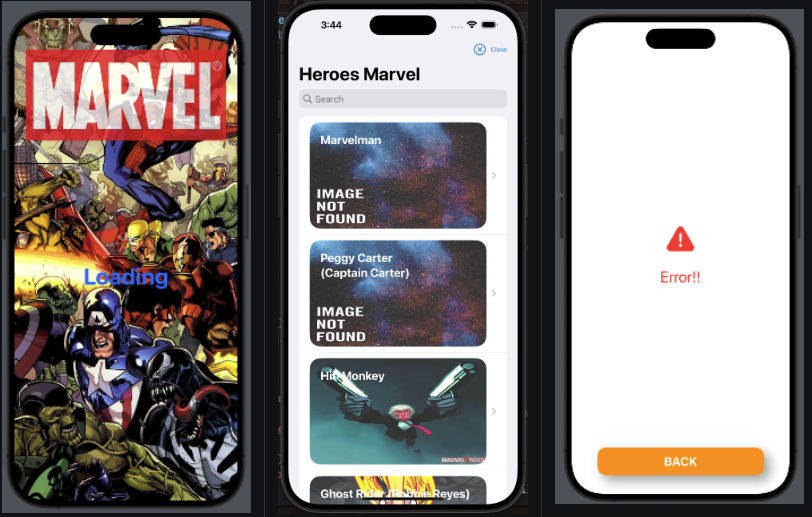 MARVEL
®
Loading
3:44
Close
Heroes Marvel
Search
Marvelman
IMAGE
NOT
FOUND
Peggy Carter
(Captain Carter)
IMAGE
NOT
FOUND
Hit-Monkey
MARVEL
Ghost Rider (Robbie Reyes)
Error!!
BACK